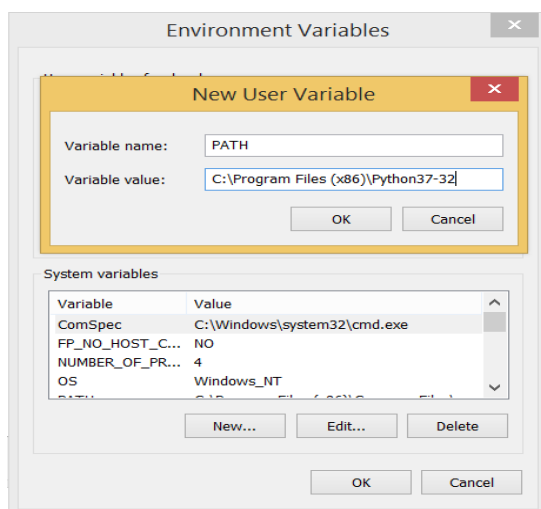 Environment Variables
New User Variable
Variable name: PATH
Variable value: C:\Program Files (x86)\Python37-32
OK Cancel
System variables
Variable Value
ComSpec C:\Windows\system32\cmd.exe
FP_NO_HOST_C... NO
NUMBER_OF_PR... 4
OS Windows_NT
New... Edit... Delete
OK Cancel